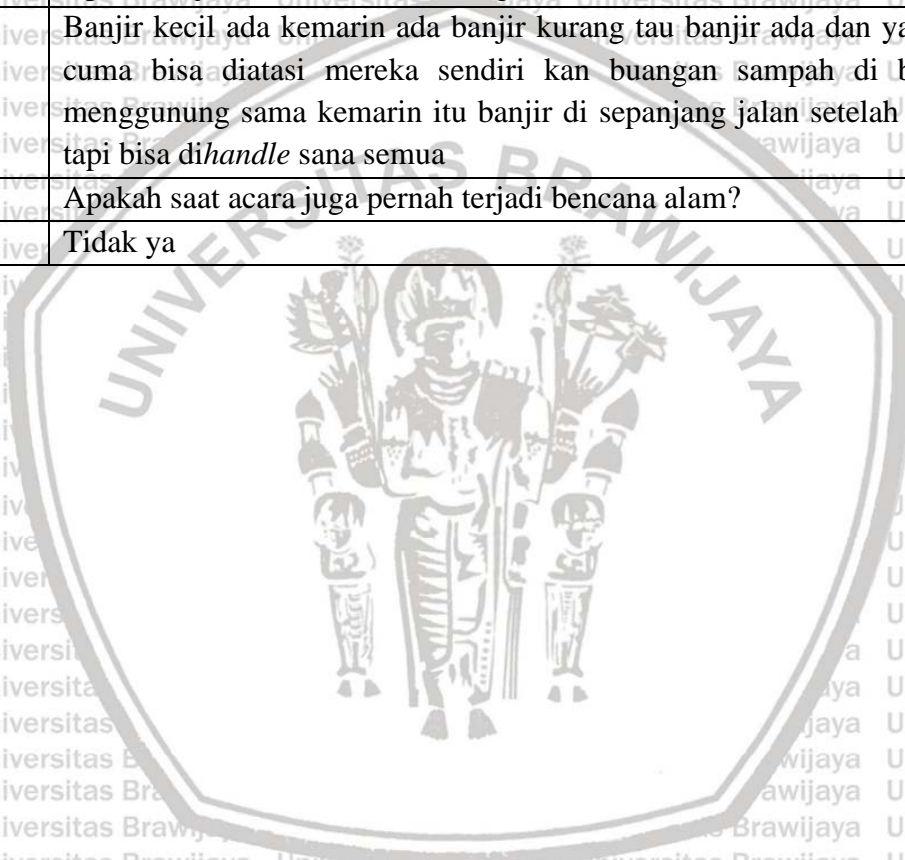 Banjir kecil ada kemarin ada banjir kurang tau banjir ada dan
cuma bisa diatasi mereka sendiri kan buangan sampah di
menggunung sama kemarin itu banjir di sepanjang jalan setelah
tapi bisa dihandle sana semua
Apakah saat acara juga pernah terjadi bencana alam?
Tidak ya
UNIVERSITAS BRAWIJAYA